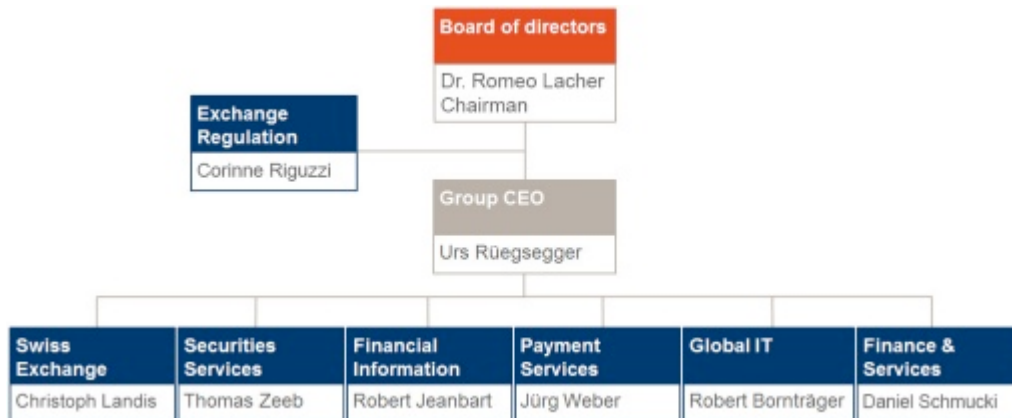 Board of directors
Dr. Romeo Lacher
Chairman
Exchange
Regulation
Corinne Riguzzi
Group CEO
Urs Rüegsegger
Swiss
Exchange
Christoph Landis
Securities
Services
Thomas Zeeb
Financial
Information
Robert Jeanbart
Payment
Services
Jürg Weber
Global IT
Robert Bornträger
Finance &
Services
Daniel Schmucki